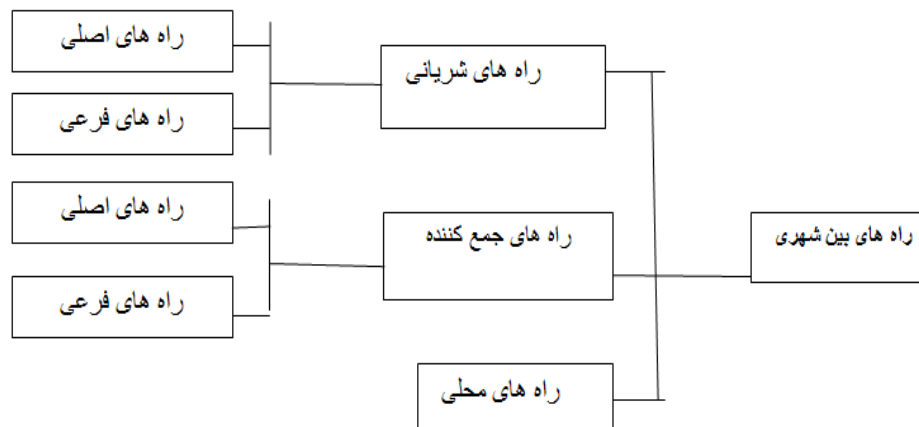 راه های بین شهری
راه های شریانی
راه های اصلی
راه های فرعی
راه های جمع کننده
راه های اصلی
راه های فرعی
راه های محلی